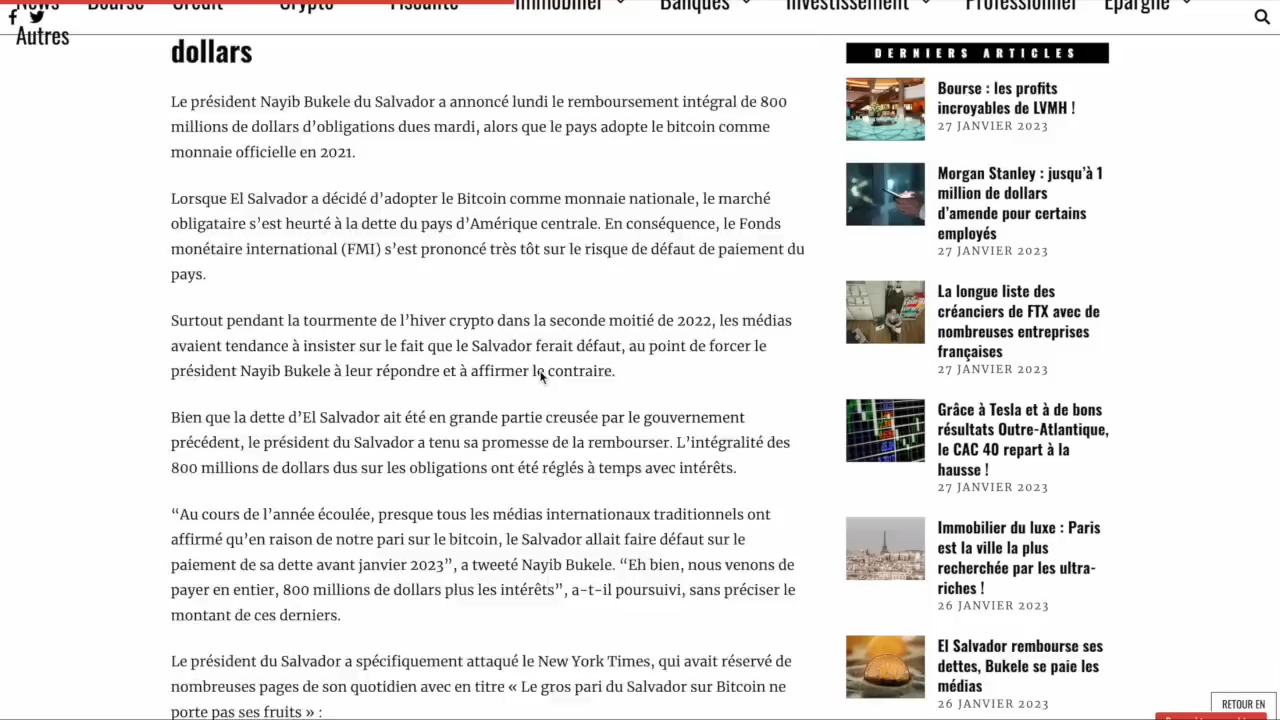 News Bourse Crédit Crypto Fiscalité Immobilier Banques Investissement Professionnel Épargne
Autres
dollars
Le président Nayib Bukele du Salvador a annoncé lundi le remboursement intégral de 800
millions de dollars d’obligations dues mardi, alors que le pays adopte le bitcoin comme
monnaie officielle en 2021.
Lorsque El Salvador a décidé d’adopter le Bitcoin comme monnaie nationale, le marché
obligataire s’est heurté à la dette du pays d’Amérique centrale. En conséquence, le Fonds
monétaire international (FMI) s’est prononcé très tôt sur le risque de défaut de paiement du
pays.
Surtout pendant la tourmente de l’hiver crypto dans la seconde moitié de 2022, les médias
avaient tendance à insister sur le fait que le Salvador ferait défaut, au point de forcer le
président Nayib Bukele à leur répondre et à affirmer le contraire.
Bien que la dette d’El Salvador ait été en grande partie creusée par le gouvernement
précédent, le président du Salvador a tenu sa promesse de la rembourser. L’intégralité des
800 millions de dollars dus sur les obligations ont été réglés à temps avec intérêts.
“Au cours de l’année écoulée, presque tous les médias internationaux traditionnels ont
affirmé qu’en raison de notre pari sur le bitcoin, le Salvador allait faire défaut sur le
paiement de sa dette avant janvier 2023”, a tweeté Nayib Bukele. “Eh bien, nous venons de
payer en entier, 800 millions de dollars plus les intérêts”, a-t-il poursuivi, sans préciser le
montant de ces derniers.
Le président du Salvador a spécifiquement attaqué le New York Times, qui avait réservé de
nombreuses pages de son quotidien avec en titre « Le gros pari du Salvador sur Bitcoin ne
porte pas ses fruits » :
DERNIERS ARTICLES
Bourse : les profits
incroyables de LVMH !
27 JANVIER 2023
Morgan Stanley : jusqu’à 1
million de dollars
d’amende pour certains
employés
27 JANVIER 2023
La longue liste des
créanciers de FTX avec de
nombreuses entreprises
françaises
27 JANVIER 2023
Grâce à Tesla et à de bons
résultats Outre-Atlantique,
le CAC 40 repart à la
hausse !
27 JANVIER 2023
Immobilier du luxe : Paris
est la ville la plus
recherchée par les ultra-
riches !
26 JANVIER 2023
El Salvador rembourse ses
dettes, Bukele se paie les
médias
26 JANVIER 2023
RETOUR EN